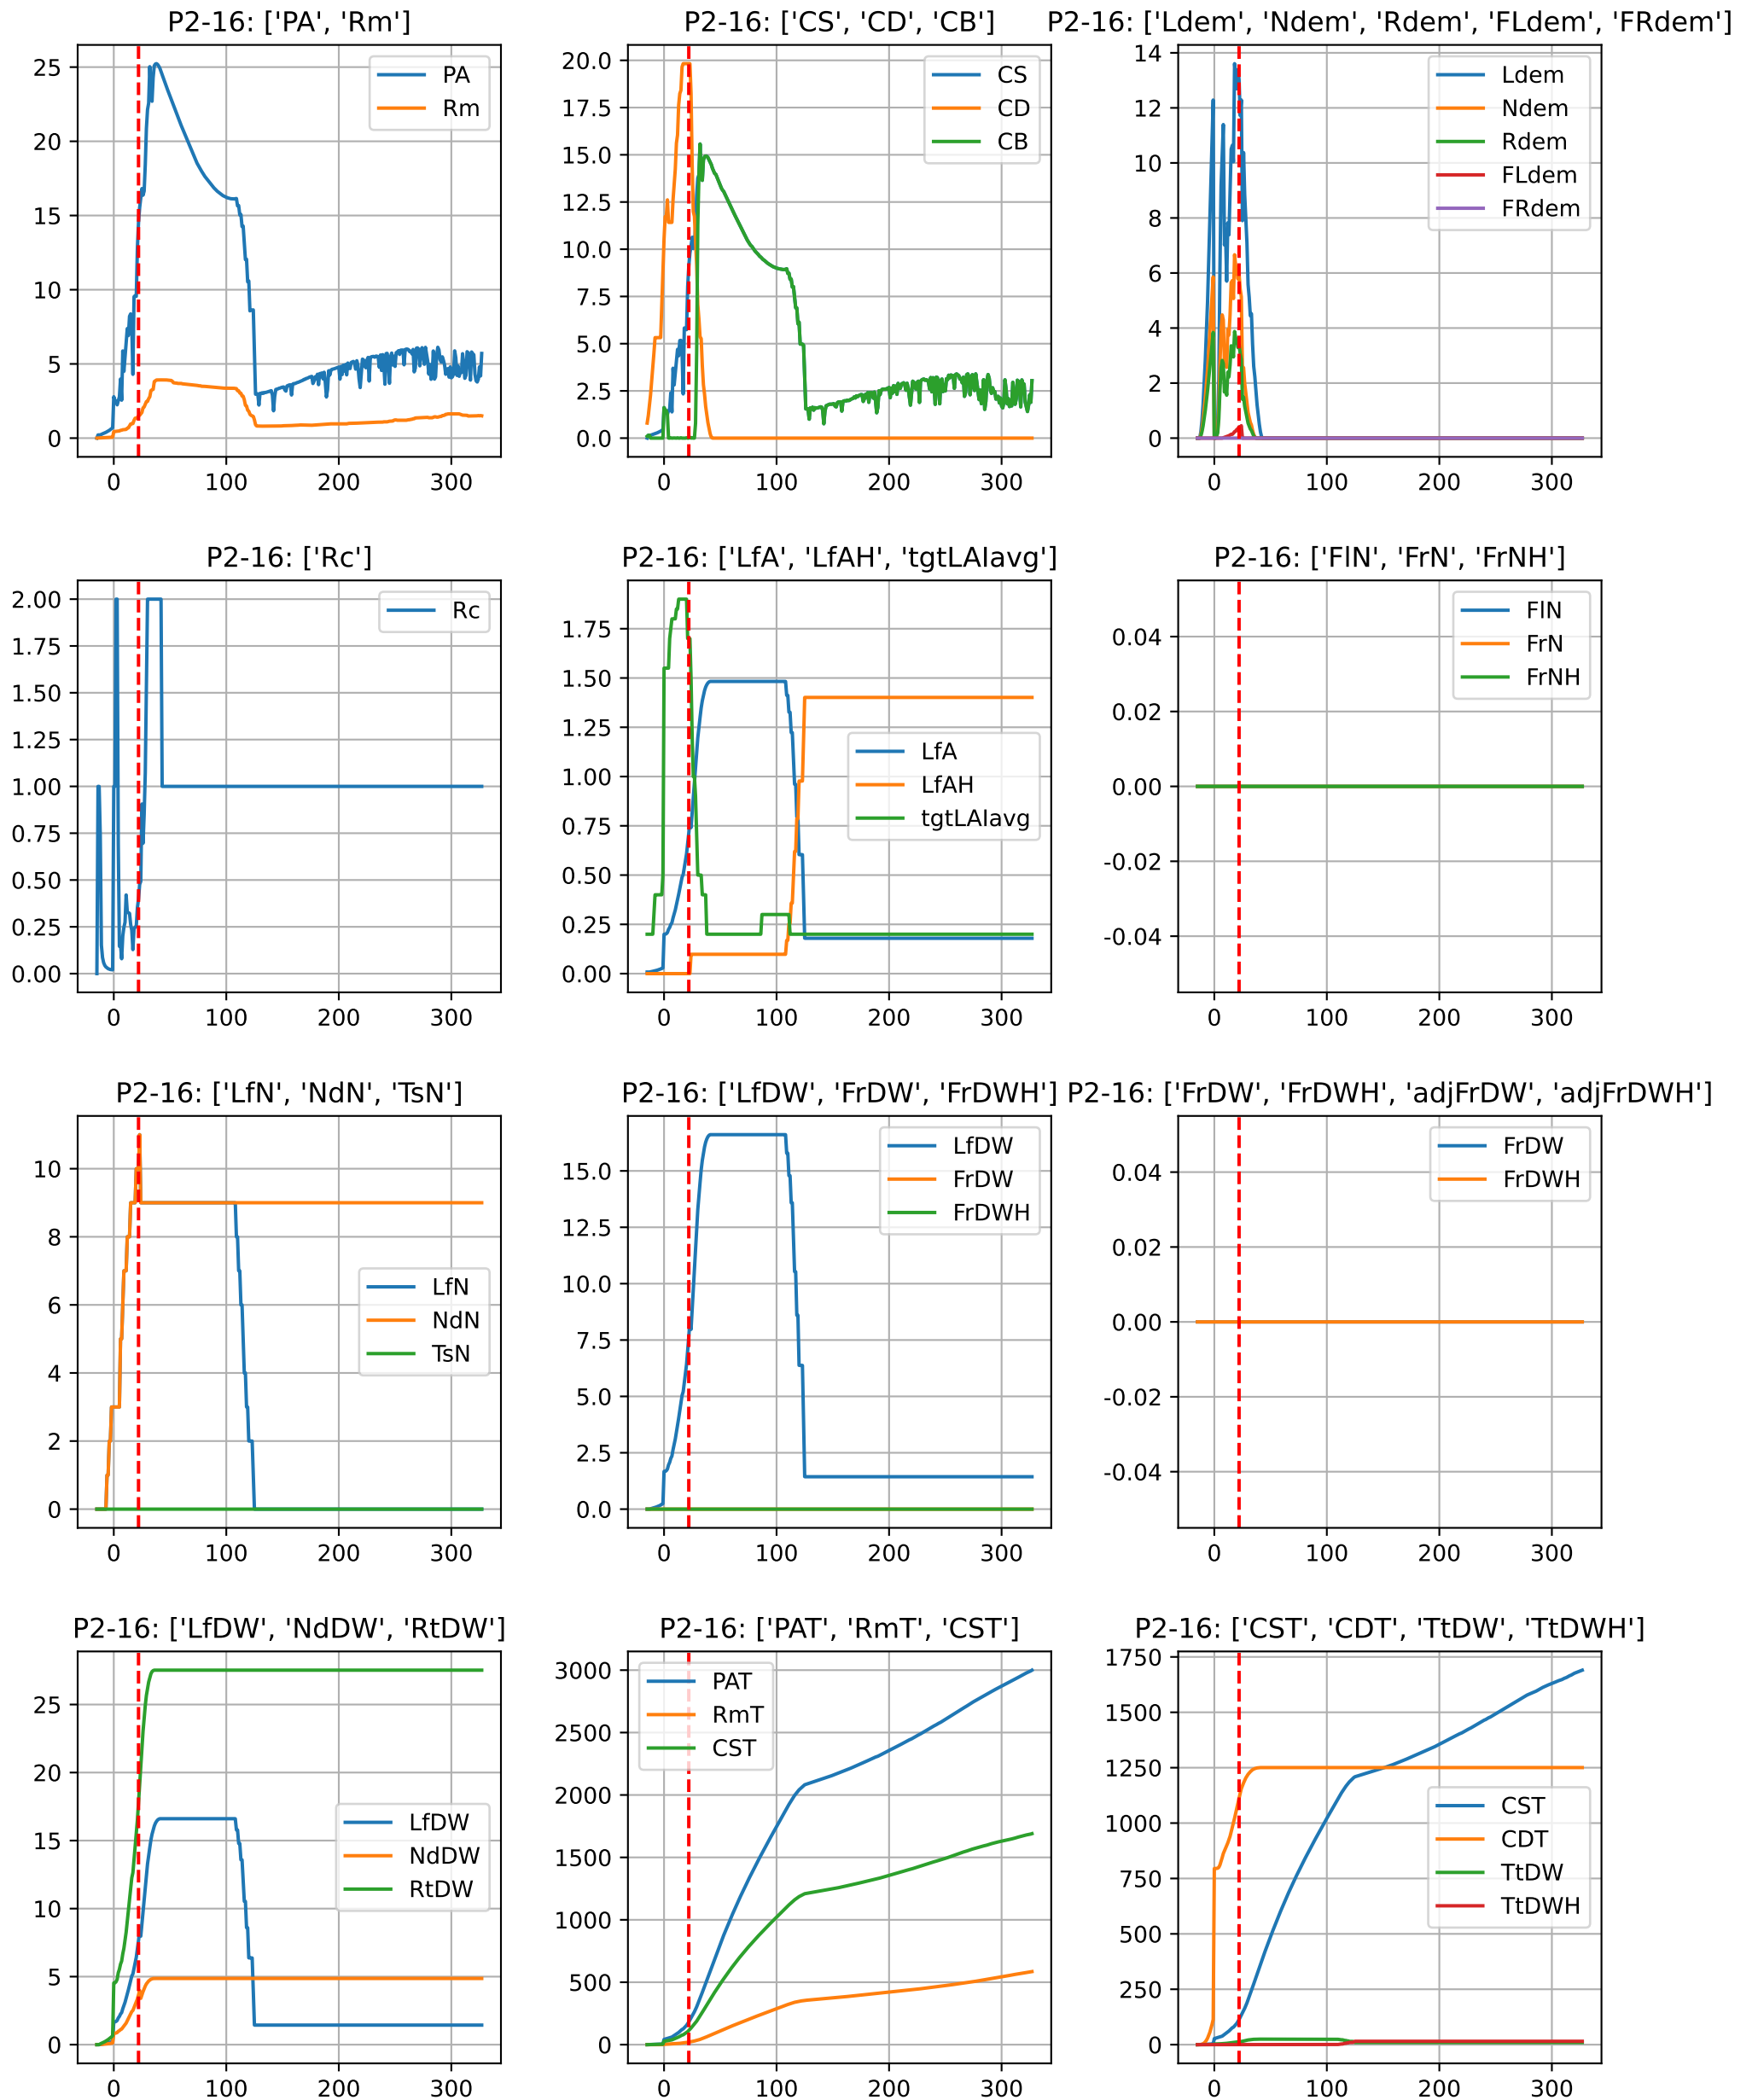 P2-16: ['PA', 'Rm']
25
20
15
10
5
0
0 100 200 300
PA
Rm
P2-16: ['CS', 'CD', 'CB']
20.0
17.5
15.0
12.5
10.0
7.5
5.0
2.5
0.0
0 100 200 300
CS
CD
CB
P2-16: ['Ldem', 'Ndem', 'Rdem', 'FLdem', 'FRdem']
14
12
10
8
6
4
2
0
0 100 200 300
Ldem
Ndem
Rdem
FLdem
FRdem
P2-16: ['Rc']
2.00
1.75
1.50
1.25
1.00
0.75
0.50
0.25
0.00
0 100 200 300
Rc
P2-16: ['LfA', 'LfAH', 'tgtLAIavg']
1.75
1.50
1.25
1.00
0.75
0.50
0.25
0.00
0 100 200 300
LfA
LfAH
tgtLAIavg
P2-16: ['FlN', 'FrN', 'FrNH']
0.04
0.02
0.00
-0.02
-0.04
0 100 200 300
FlN
FrN
FrNH
P2-16: ['LfN', 'NdN', 'TsN']
10
8
6
4
2
0
0 100 200 300
LfN
NdN
TsN
P2-16: ['LfDW', 'FrDW', 'FrDWH']
15.0
12.5
10.0
7.5
5.0
2.5
0.0
0 100 200 300
LfDW
FrDW
FrDWH
P2-16: ['FrDW', 'FrDWH', 'adjFrDW', 'adjFrDWH']
0.04
0.02
0.00
-0.02
-0.04
0 100 200 300
FrDW
FrDWH
P2-16: ['LfDW', 'NdDW', 'RtDW']
25
20
15
10
5
0
0 100 200 300
LfDW
NdDW
RtDW
P2-16: ['PAT', 'RmT', 'CST']
3000
2500
2000
1500
1000
500
0
0 100 200 300
PAT
RmT
CST
P2-16: ['CST', 'CDT', 'TtDW', 'TtDWH']
1750
1500
1250
1000
750
500
250
0
0 100 200 300
CST
CDT
TtDW
TtDWH